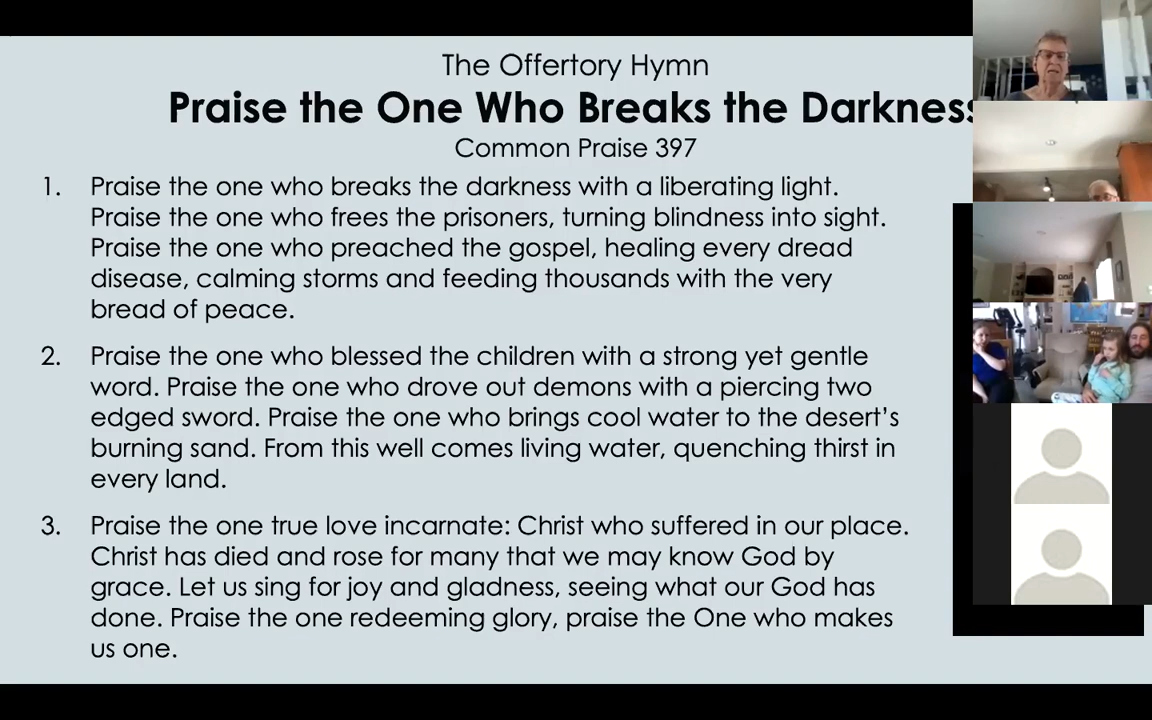 The Offertory Hymn
Praise the One Who Breaks the Darkness
Common Praise 397
1. Praise the one who breaks the darkness with a liberating light.
Praise the one who frees the prisoners, turning blindness into sight.
Praise the one who preached the gospel, healing every dread
disease, calming storms and feeding thousands with the very
bread of peace.
2. Praise the one who blessed the children with a strong yet gentle
word. Praise the one who drove out demons with a piercing two
edged sword. Praise the one who brings cool water to the desert’s
burning sand. From this well comes living water, quenching thirst in
every land.
3. Praise the one true love incarnate: Christ who suffered in our place.
Christ has died and rose for many that we may know God by
grace. Let us sing for joy and gladness, seeing what our God has
done. Praise the one redeeming glory, praise the One who makes
us one.